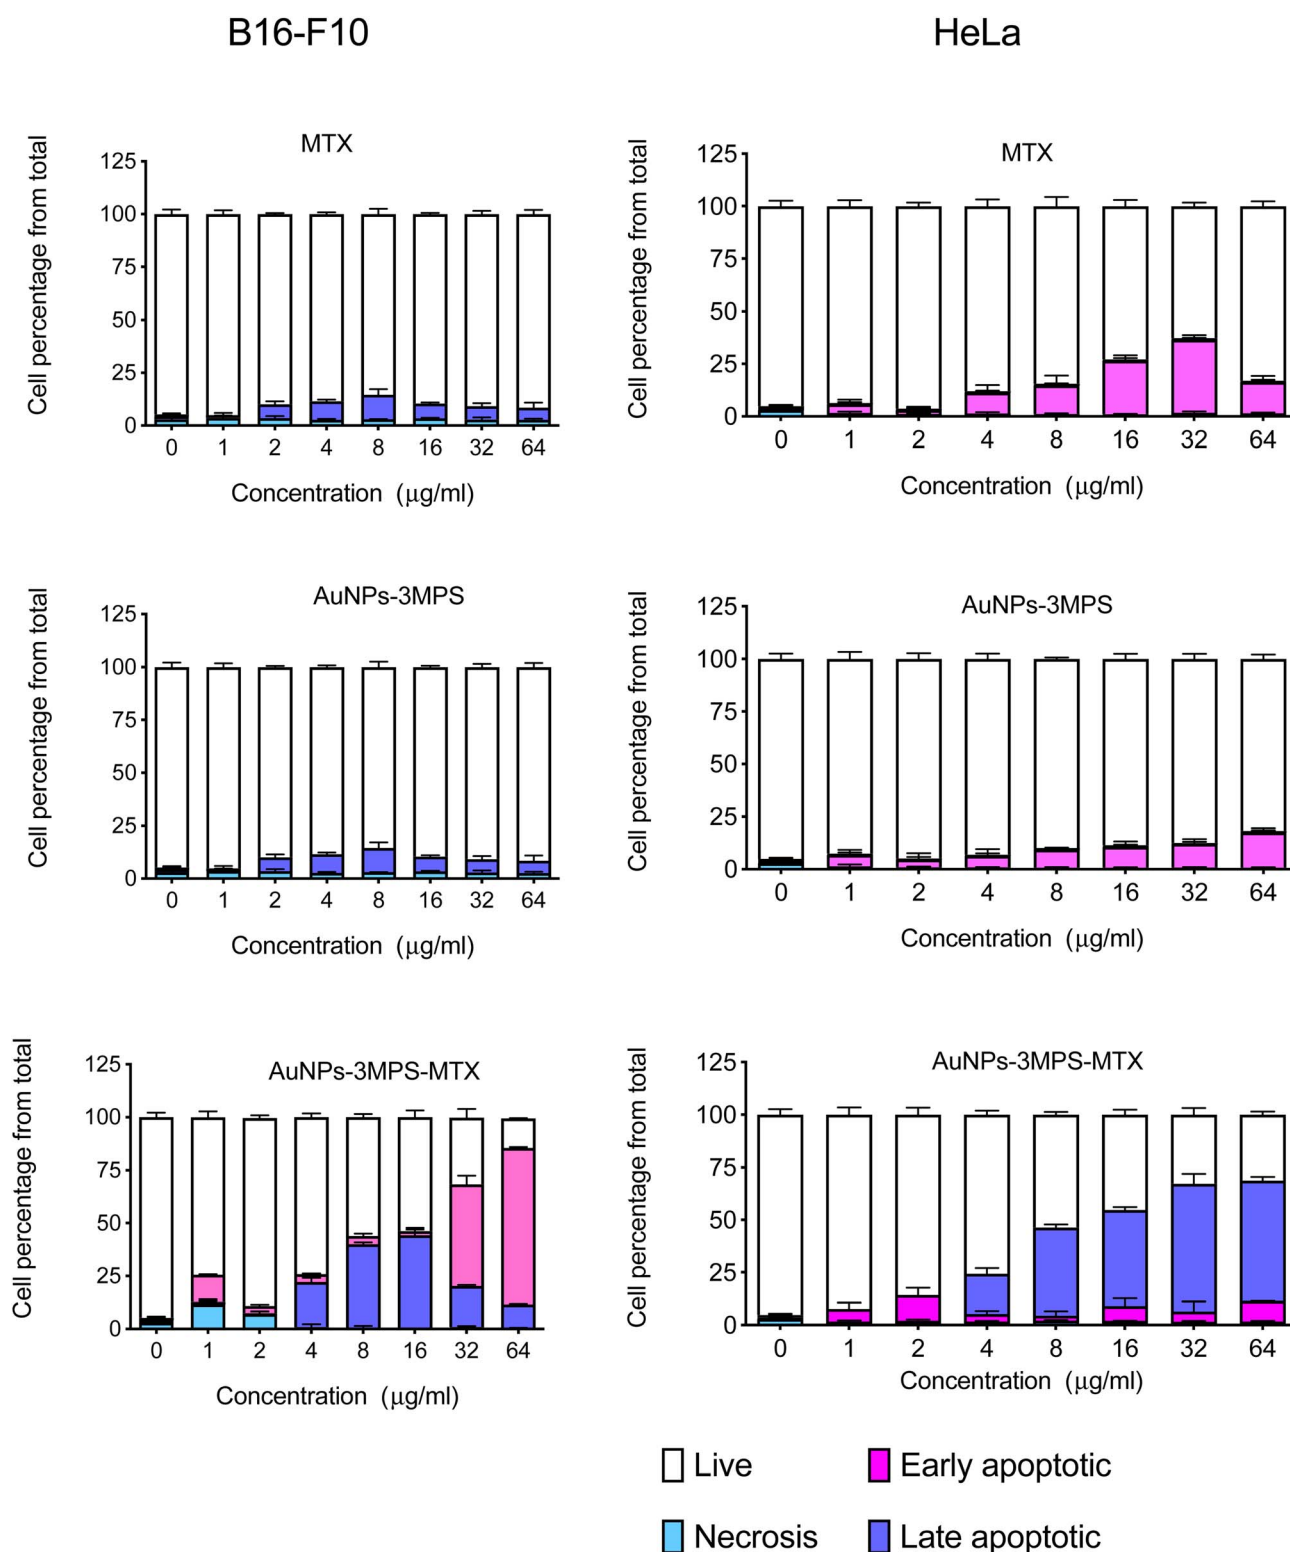 B16-F10
HeLa
MTX
Cell percentage from total
125
100
75
50
25
0
0 1 2 4 8 16 32 64
Concentration (μg/ml)
MTX
Cell percentage from total
125
100
75
50
25
0
0 1 2 4 8 16 32 64
Concentration (μg/ml)
AuNPs-3MPS
Cell percentage from total
125
100
75
50
25
0
0 1 2 4 8 16 32 64
Concentration (μg/ml)
AuNPs-3MPS
Cell percentage from total
125
100
75
50
25
0
0 1 2 4 8 16 32 64
Concentration (μg/ml)
AuNPs-3MPS-MTX
Cell percentage from total
125
100
75
50
25
0
0 1 2 4 8 16 32 64
Concentration (μg/ml)
AuNPs-3MPS-MTX
Cell percentage from total
125
100
75
50
25
0
0 1 2 4 8 16 32 64
Concentration (μg/ml)
Live
Early apoptotic
Necrosis
Late apoptotic